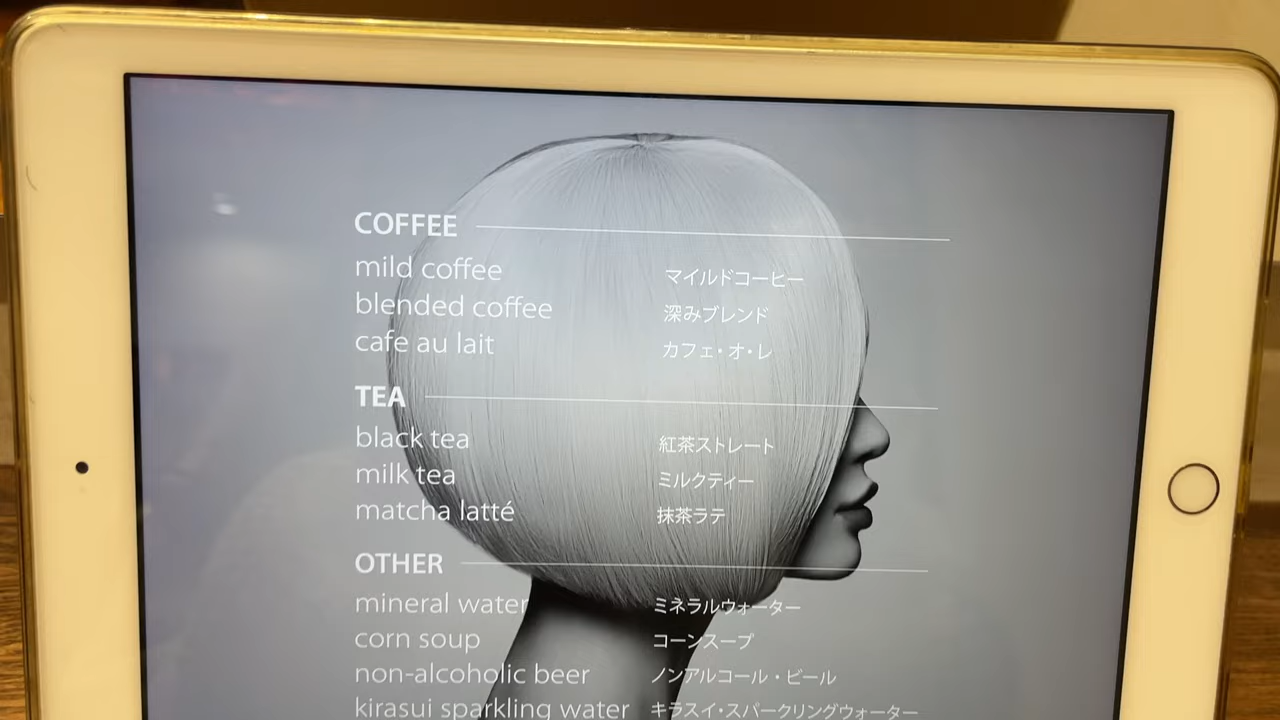 COFFEE
mild coffee マイルドコーヒー
blended coffee 深みブレンド
cafe au lait カフェ・オ・レ
TEA
black tea 紅茶ストレート
milk tea ミルクティー
matcha latté 抹茶ラテ
OTHER
mineral water ミネラルウォーター
corn soup コーンスープ
non-alcoholic beer ノンアルコール・ビール
kirasui sparkling water キラスイ・スパークリングウォーター